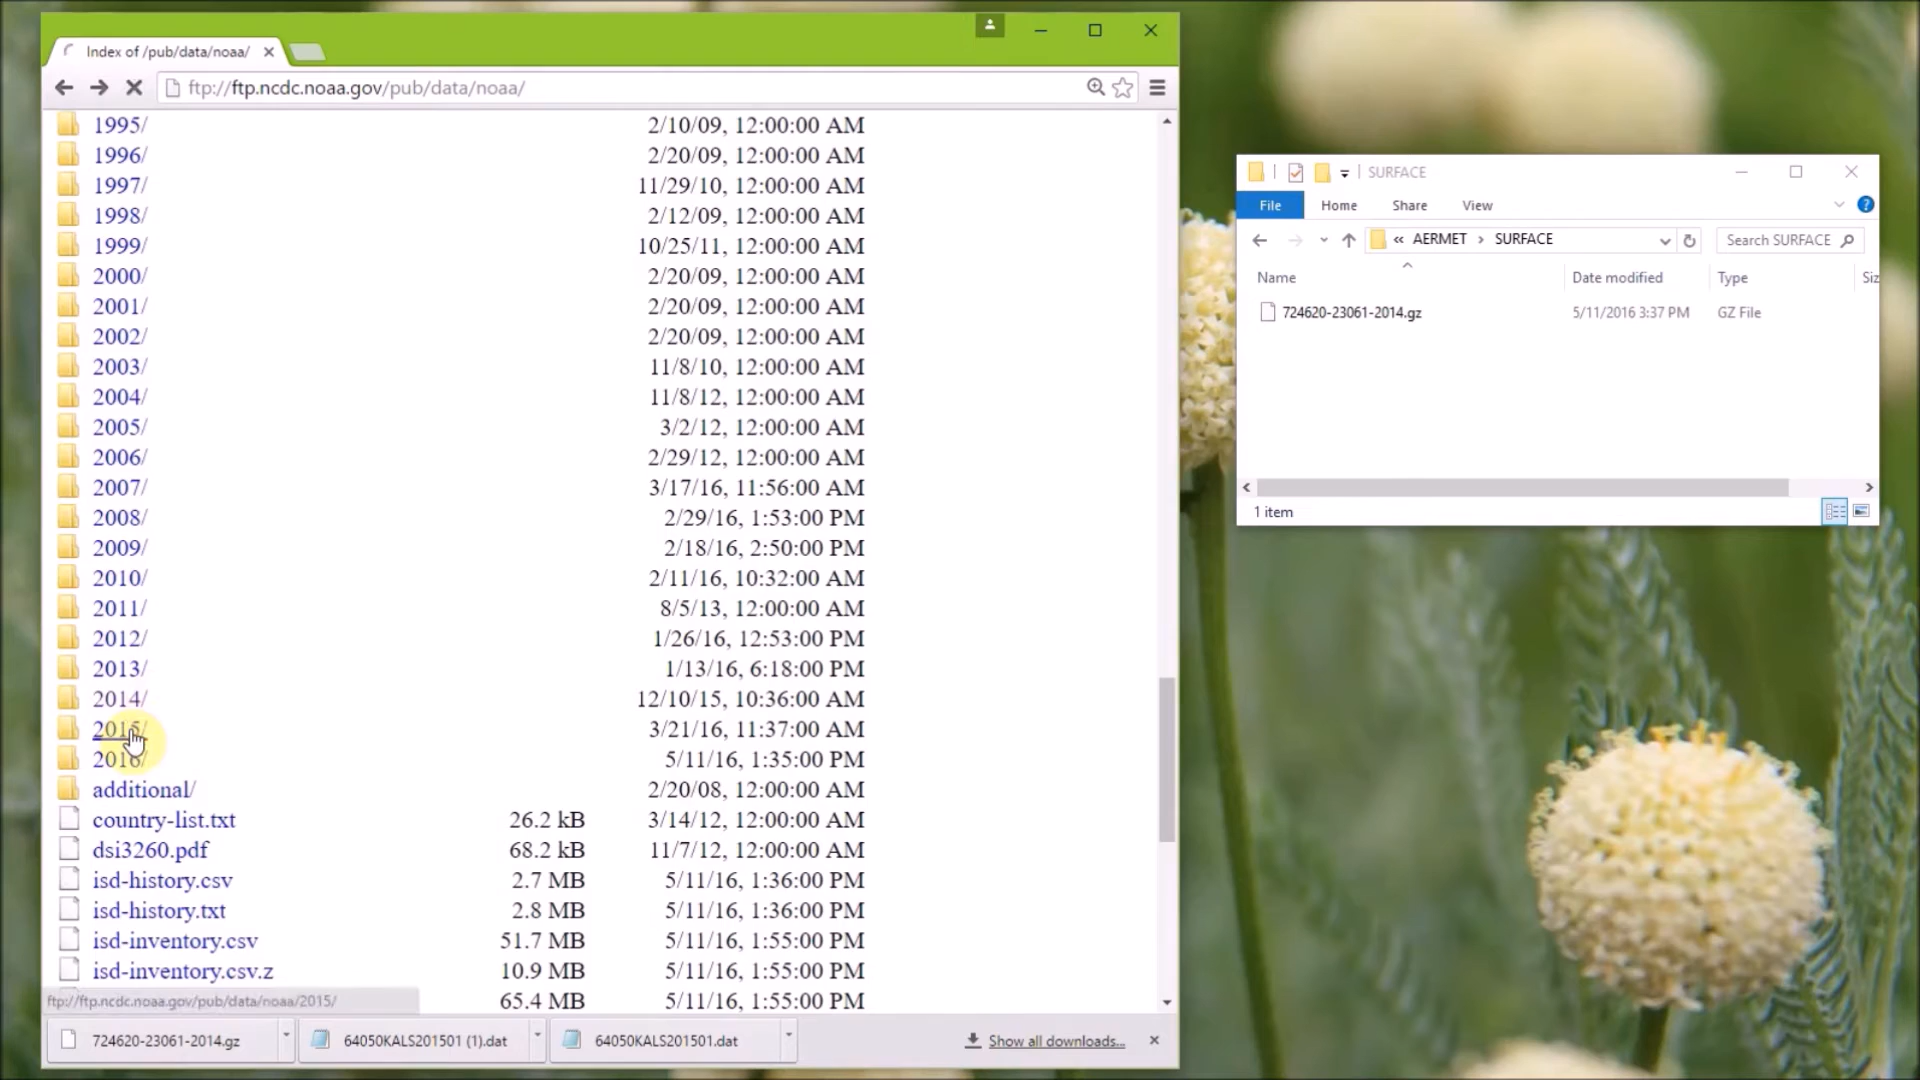 Index of /pub/data/noaa/
ftp://ftp.ncdc.noaa.gov/pub/data/noaa/
1995/ 2/10/09, 12:00:00 AM
1996/ 2/20/09, 12:00:00 AM
1997/ 11/29/10, 12:00:00 AM
1998/ 2/12/09, 12:00:00 AM
1999/ 10/25/11, 12:00:00 AM
2000/ 2/20/09, 12:00:00 AM
2001/ 2/20/09, 12:00:00 AM
2002/ 2/20/09, 12:00:00 AM
2003/ 11/8/10, 12:00:00 AM
2004/ 11/8/12, 12:00:00 AM
2005/ 3/2/12, 12:00:00 AM
2006/ 2/29/12, 12:00:00 AM
2007/ 3/17/16, 11:56:00 AM
2008/ 2/29/16, 1:53:00 PM
2009/ 2/18/16, 2:50:00 PM
2010/ 2/11/16, 10:32:00 AM
2011/ 8/5/13, 12:00:00 AM
2012/ 1/26/16, 12:53:00 PM
2013/ 1/13/16, 6:18:00 PM
2014/ 12/10/15, 10:36:00 AM
2015/ 3/21/16, 11:37:00 AM
2016/ 5/11/16, 1:35:00 PM
additional/ 2/20/08, 12:00:00 AM
country-list.txt 26.2 kB 3/14/12, 12:00:00 AM
dsi3260.pdf 68.2 kB 11/7/12, 12:00:00 AM
isd-history.csv 2.7 MB 5/11/16, 1:36:00 PM
isd-history.txt 2.8 MB 5/11/16, 1:36:00 PM
isd-inventory.csv 51.7 MB 5/11/16, 1:55:00 PM
isd-inventory.csv.z 10.9 MB 5/11/16, 1:55:00 PM
65.4 MB 5/11/16, 1:55:00 PM
ftp://ftp.ncdc.noaa.gov/pub/data/noaa/2015/
724620-23061-2014.gz 64050KALS201501 (1).dat 64050KALS201501.dat Show all downloads...
SURFACE
File Home Share View
« AERMET › SURFACE Search SURFACE
Name Date modified Type Siz
724620-23061-2014.gz 5/11/2016 3:37 PM GZ File
1 item